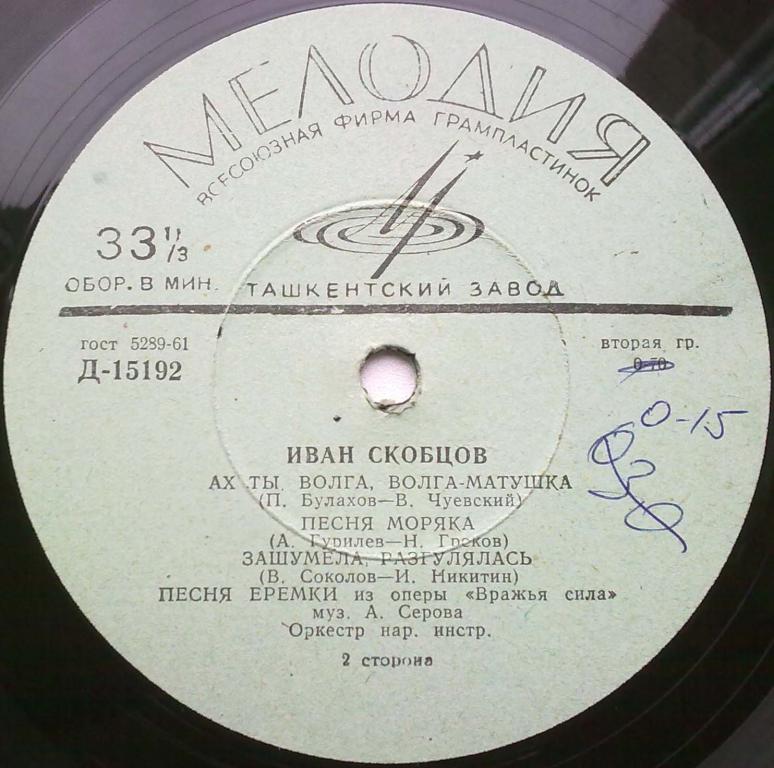 МЕЛОДИЯ
ВСЕСОЮЗНАЯ ФИРМА ГРАМПЛАСТИНОК
33 1/3
ОБОР. В МИН.
ТАШКЕНТСКИЙ ЗАВОД
гост 5289-61
Д-15192
вторая гр.
0-70
0-15
ИВАН СКОБЦОВ
АХ ТЫ, ВОЛГА, ВОЛГА-МАТУШКА
(П. Булахов—В. Чуевский)
ПЕСНЯ МОРЯКА
(А. Гурилев—Н. Греков)
ЗАШУМЕЛА, РАЗГУЛЯЛАСЬ
(В. Соколов—И. Никитин)
ПЕСНЯ ЕРЕМКИ из оперы «Вражья сила»
муз. А. Серова
Оркестр нар. инстр.
2 сторона